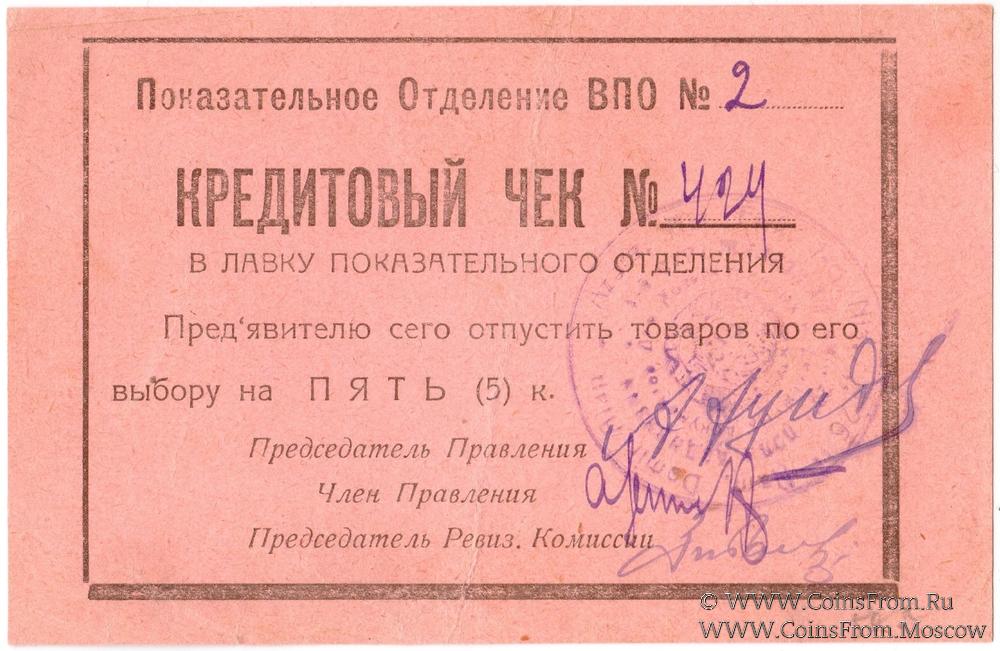 Показательное Отделение ВПО № 2
КРЕДИТОВЫЙ ЧЕК № 424
В ЛАВКУ ПОКАЗАТЕЛЬНОГО ОТДЕЛЕНИЯ
Пред'явителю сего отпустить товаров по его
выбору на ПЯТЬ (5) к.
Председатель Правления
Член Правления
Председатель Ревиз. Комиссии
© WWW.CoinsFrom.Ru
WWW.CoinsFrom.Moscow